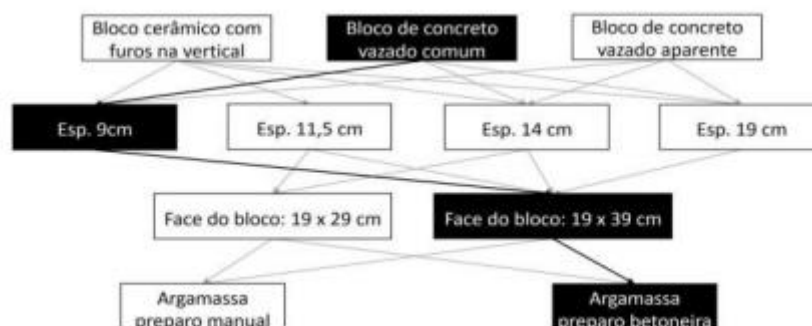 Bloco cerâmico com
furos na vertical
Bloco de concreto
vazado comum
Bloco de concreto
vazado aparente
Esp. 9cm
Esp. 11,5 cm
Esp. 14 cm
Esp. 19 cm
Face do bloco: 19 x 29 cm
Face do bloco: 19 x 39 cm
Argamassa
preparo manual
Argamassa
preparo betoneira